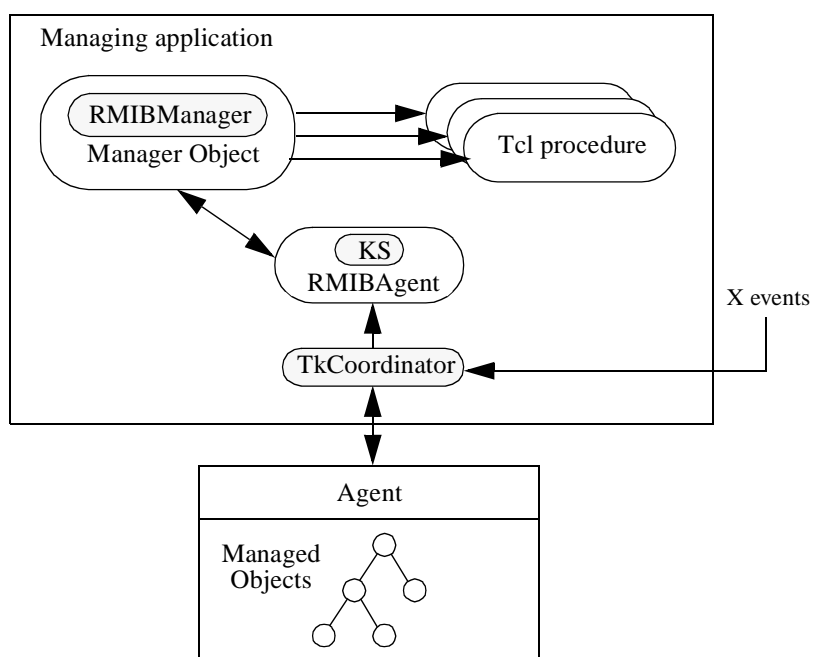 Managing application
RMIBManager
Manager Object
Tcl procedure
KS
RMIBAgent
X events
TkCoordinator
Agent
Managed
Objects